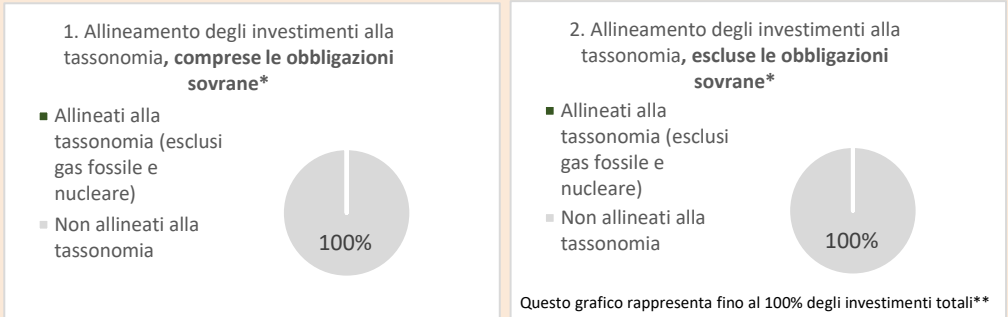 1. Allineamento degli investimenti alla
tassonomia, comprese le obbligazioni
sovrane*
Allineati alla
tassonomia (esclusi
gas fossile e
nucleare)
Non allineati alla
tassonomia
100%
2. Allineamento degli investimenti alla
tassonomia, escluse le obbligazioni
sovrane*
Allineati alla
tassonomia (esclusi
gas fossile e
nucleare)
Non allineati alla
tassonomia
100%
Questo grafico rappresenta fino al 100% degli investimenti totali**